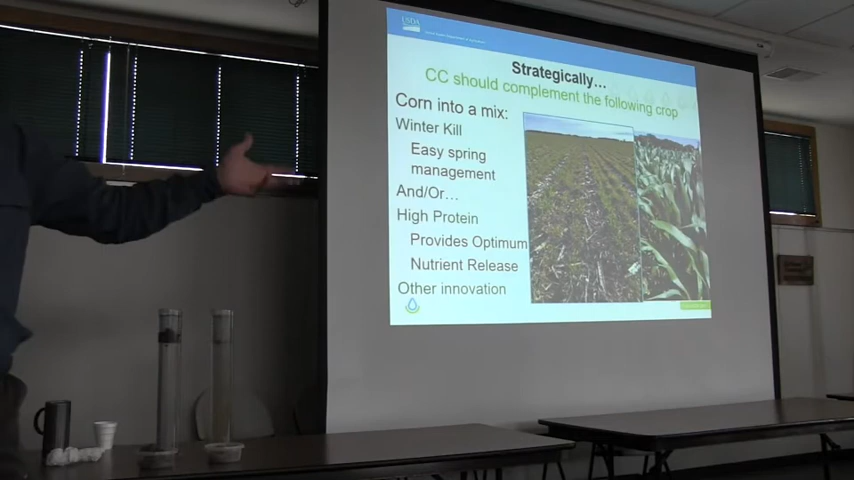 USDA
Strategically...
CC should complement the following crop
Corn into a mix:
Winter Kill
Easy spring
management
And/Or...
High Protein
Provides Optimum
Nutrient Release
Other innovation